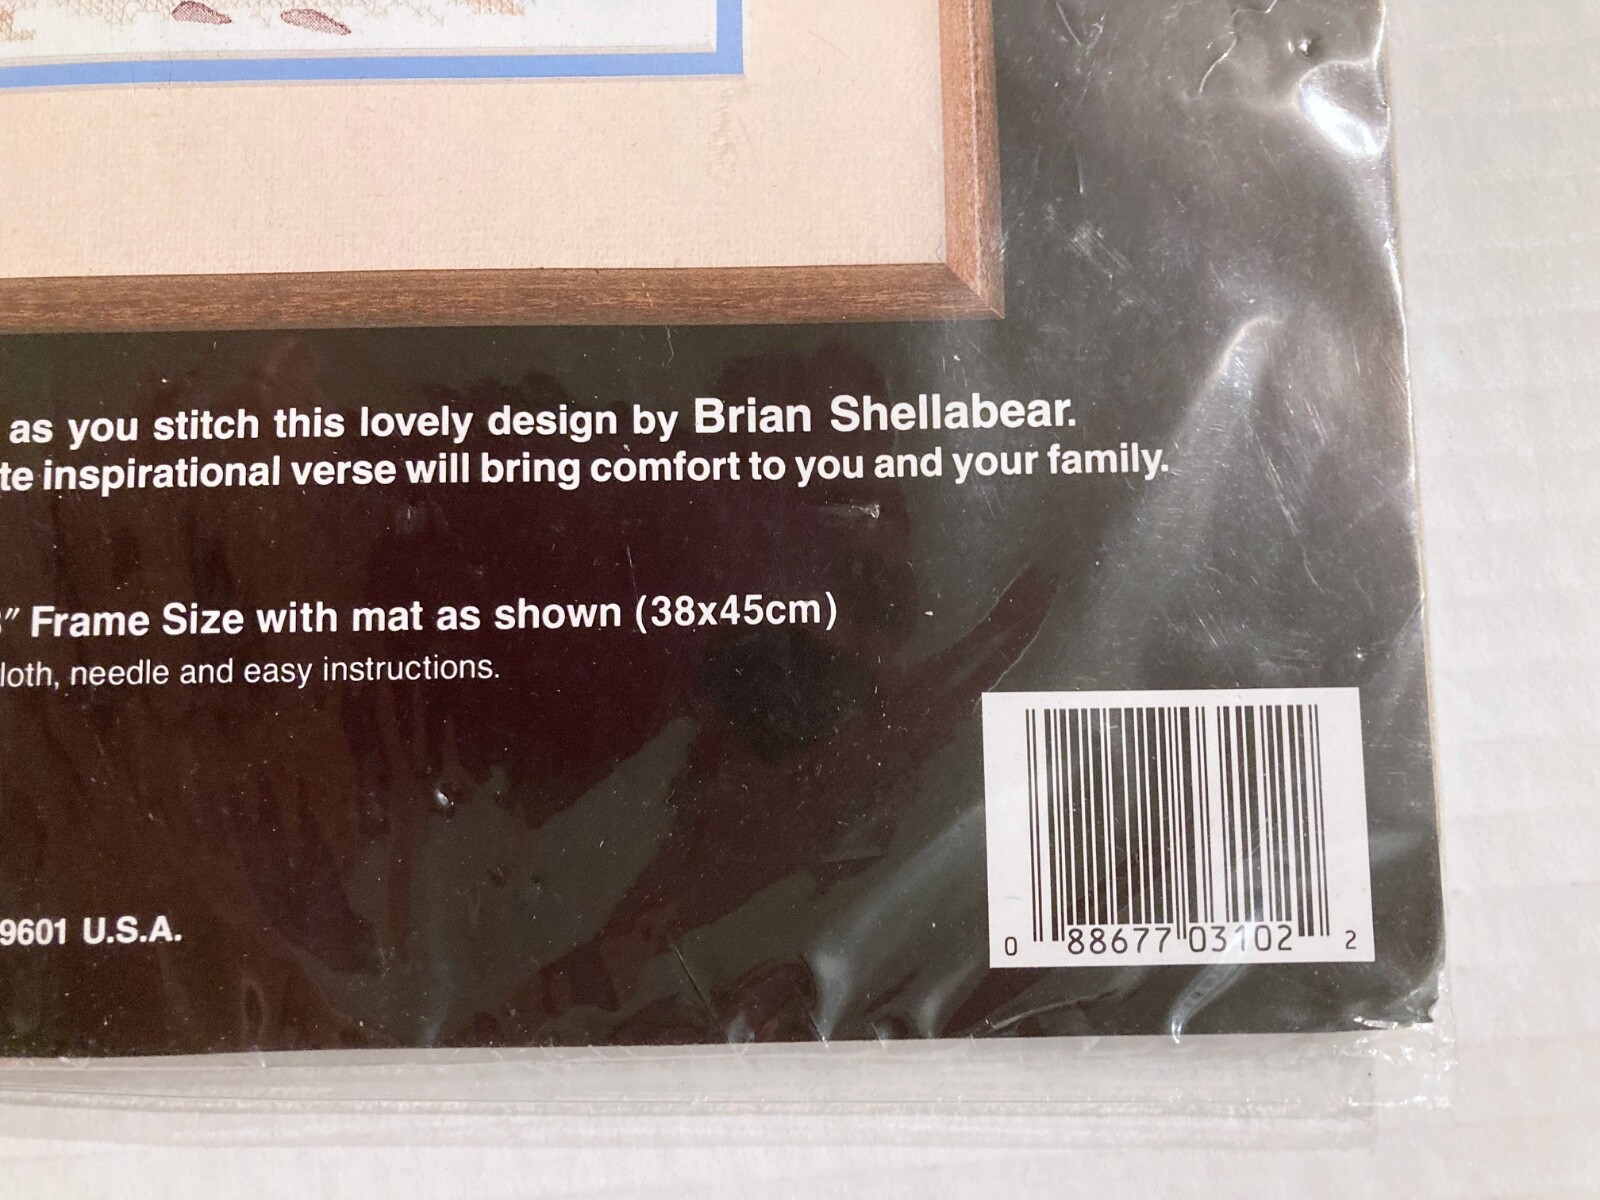 as you stitch this lovely design by Brian Shellabear.
te inspirational verse will bring comfort to you and your family.
" Frame Size with mat as shown (38x45cm)
loth, needle and easy instructions.
9601 U.S.A.
0 88677 03102 2